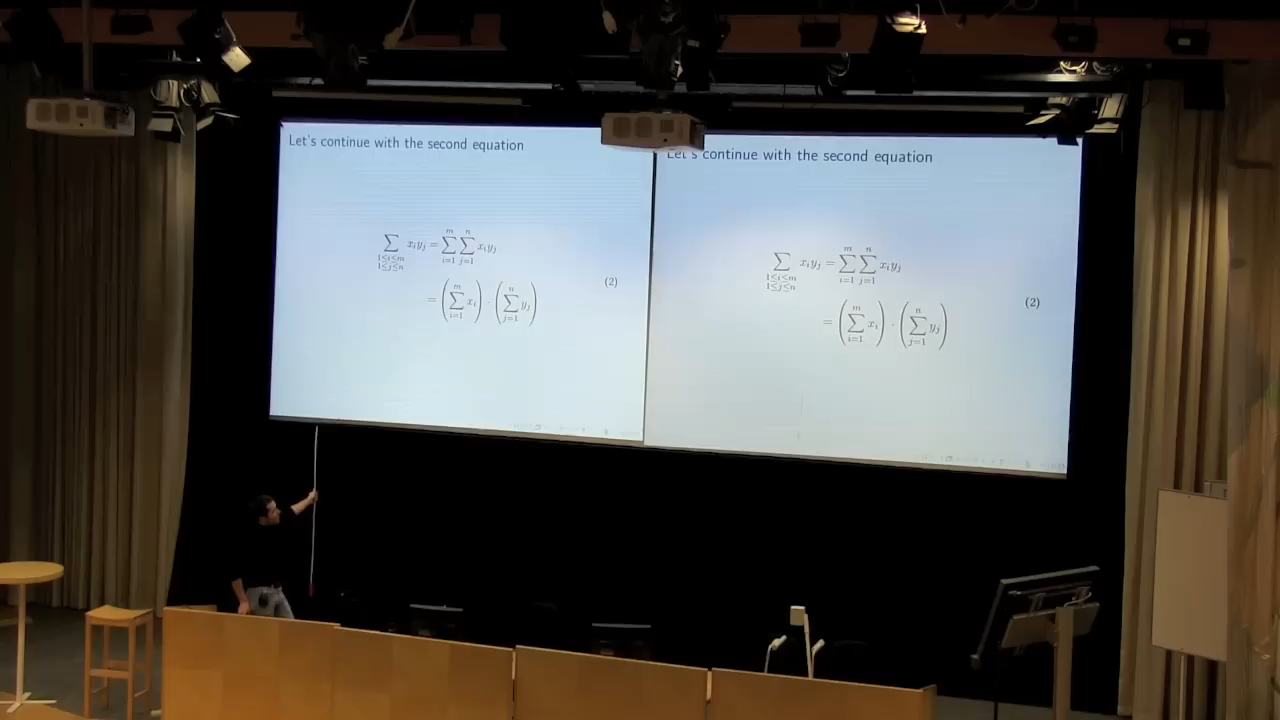 Let's continue with the second equation
∑ x_i y_j = ∑ ∑ x_i y_j
1≤i≤m i=1 j=1 m n
1≤j≤n
= (∑_{i=1}^{m} x_i) · (∑_{j=1}^{n} y_j)
(2)
Let's continue with the second equation
∑ x_i y_j = ∑ ∑ x_i y_j
1≤i≤m i=1 j=1 m n
1≤j≤n
= (∑_{i=1}^{m} x_i) · (∑_{j=1}^{n} y_j)
(2)